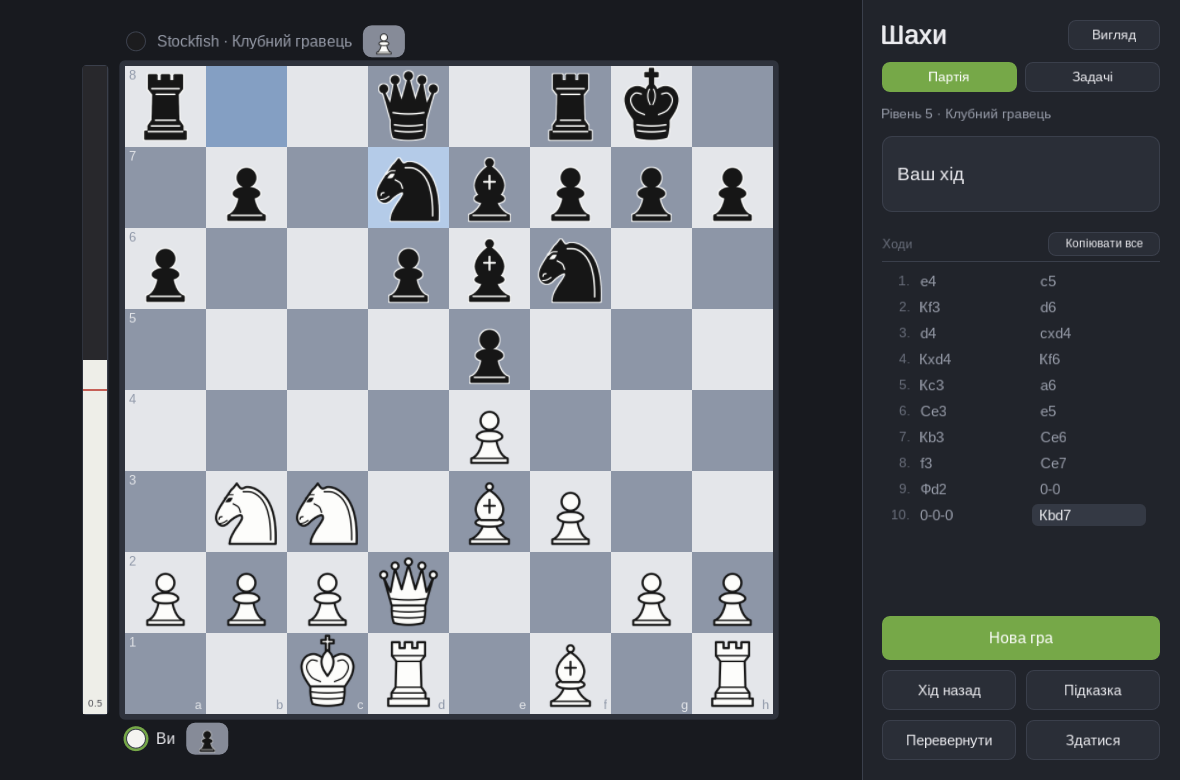 Stockfish · Клубний гравець
8
7
6
5
4
3
2
1
a b c d e f g h
0.5
Ви
Шахи
Вигляд
Партія Задачі
Рівень 5 · Клубний гравець
Ваш хід
Ходи Копіювати все
1. e4 c5
2. Кf3 d6
3. d4 cxd4
4. Кxd4 Кf6
5. Кc3 a6
6. Сe3 e5
7. Кb3 Сe6
8. f3 Сe7
9. Фd2 0-0
10. 0-0-0 Кbd7
Нова гра
Хід назад Підказка
Перевернути Здатися